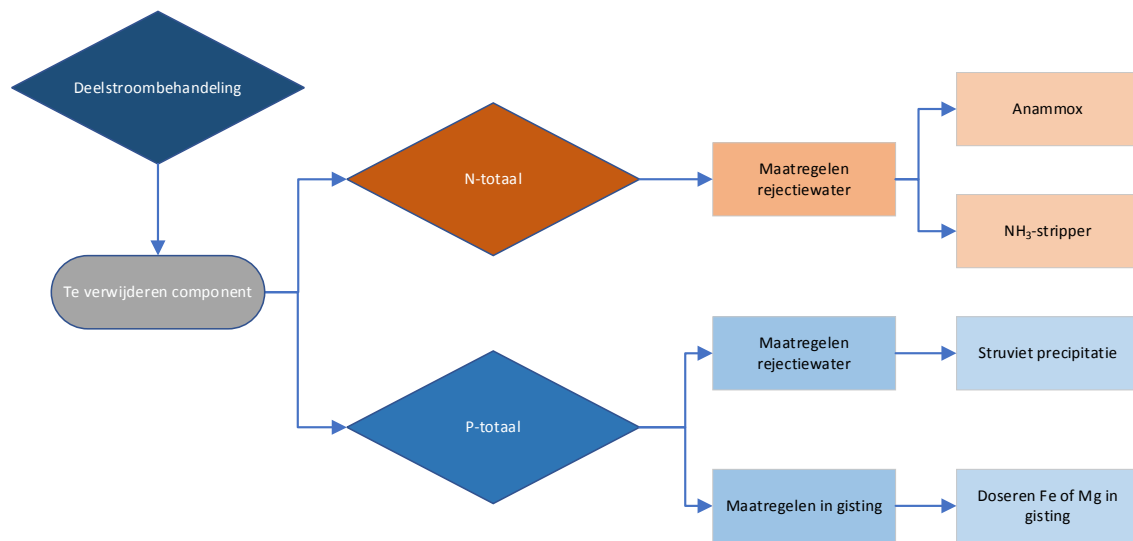 Deelstroombehandeling
Te verwijderen component
N-totaal
Maatregelen
rejectiewater
Anammox
NH₃-stripper
P-totaal
Maatregelen
rejectiewater
Struviet precipitatie
Maatregelen in gisting
Doseren Fe of Mg in
gisting